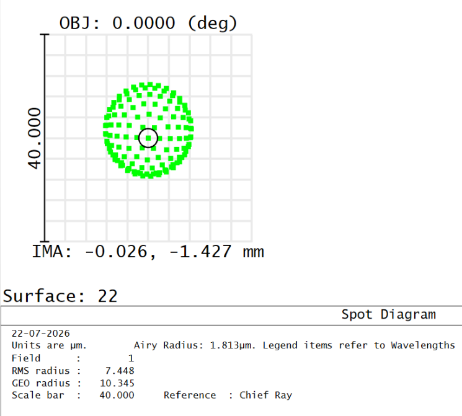 OBJ: 0.0000 (deg)
40.000
IMA: -0.026, -1.427 mm
Surface: 22
Spot Diagram
22-07-2026
Units are µm. Airy Radius: 1.813µm. Legend items refer to Wavelengths
Field : 1
RMS radius : 7.448
GEO radius : 10.345
Scale bar : 40.000 Reference : Chief Ray